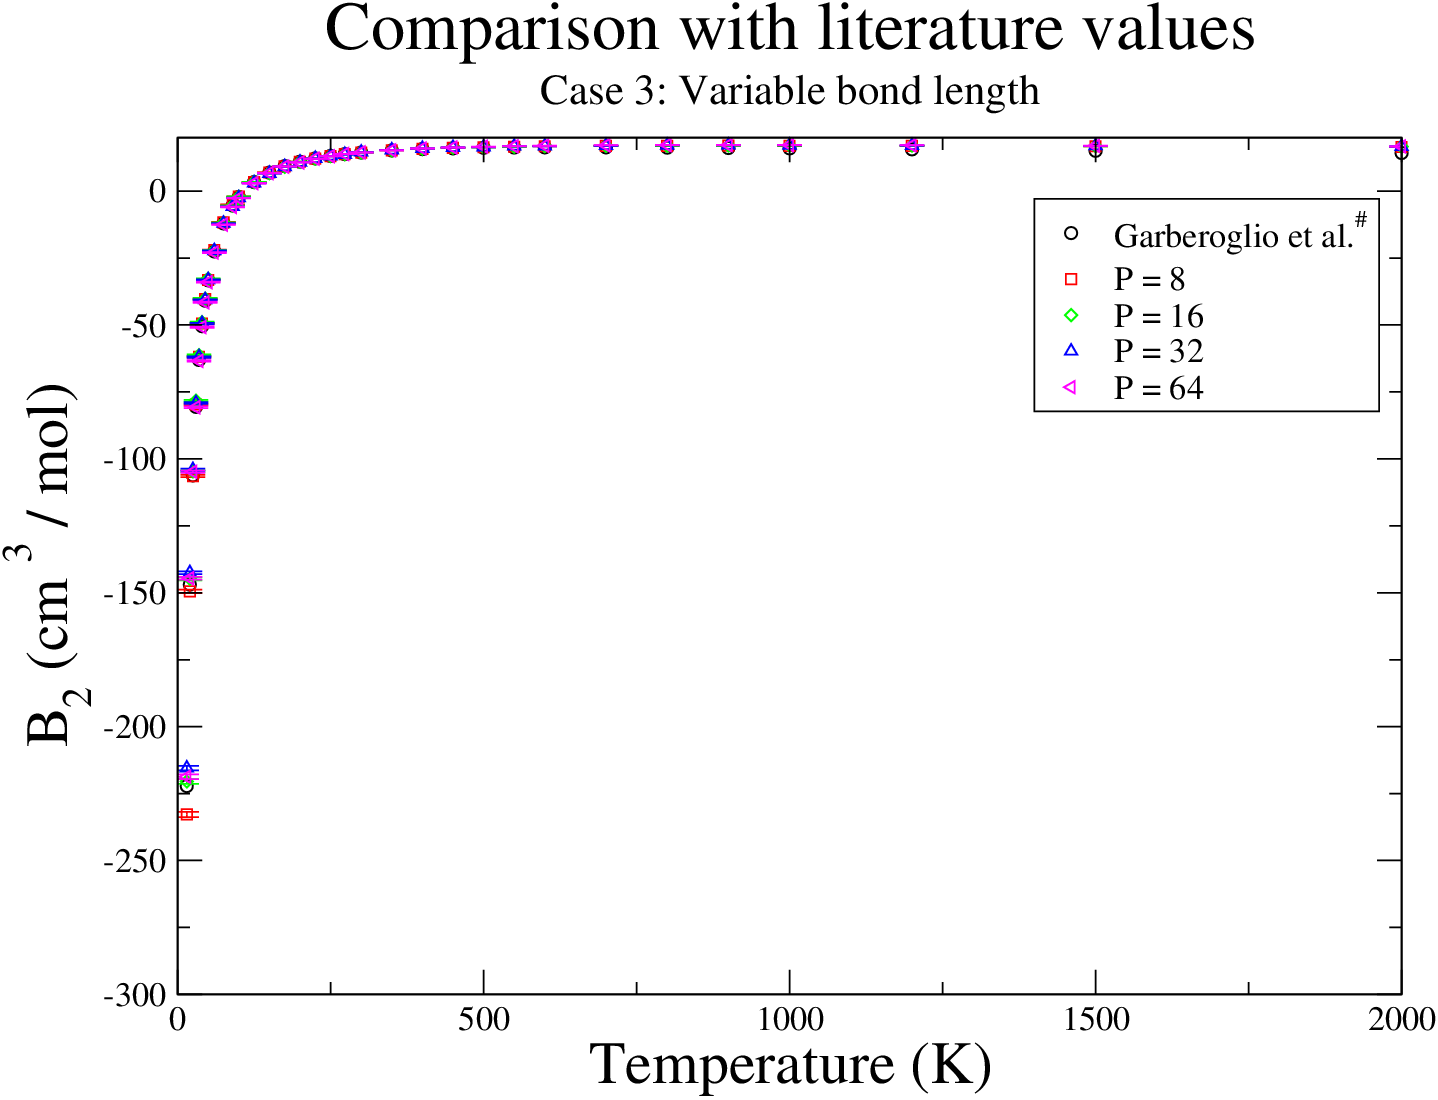 Comparison with literature values
Case 3: Variable bond length
B2 (cm3 / mol)
0
-50
-100
-150
-200
-250
-300
0
500
1000
1500
2000
Temperature (K)
Garberoglio et al.#
P = 8
P = 16
P = 32
P = 64